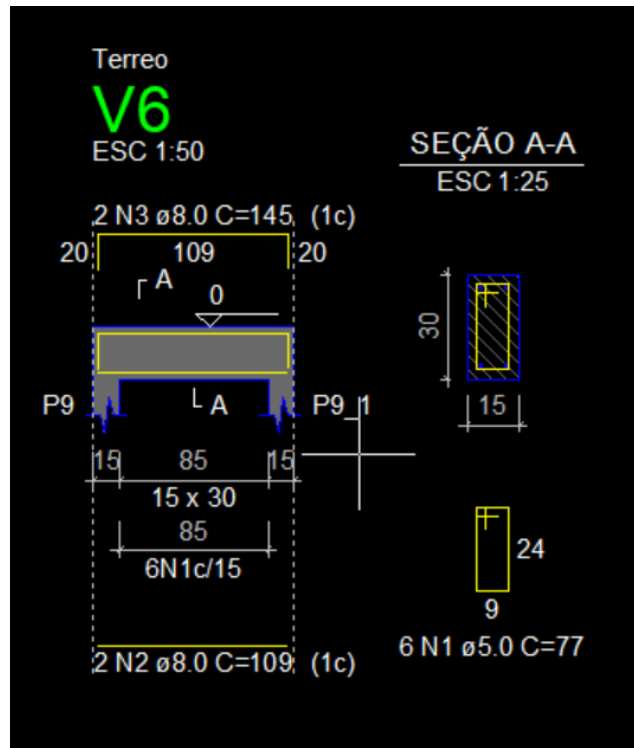 Terreo
V6
ESC 1:50
SEÇÃO A-A
ESC 1:25
2 N3 ø8.0 C=145 (1c)
20 109 20
A
0
30
A
P9 P9_1
15
15 85 15
15 x 30
85
6N1c/15
24
9
6 N1 ø5.0 C=77
2 N2 ø8.0 C=109 (1c)